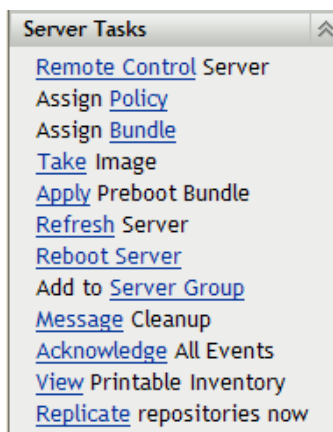 Server Tasks
Remote Control Server
Assign Policy
Assign Bundle
Take Image
Apply Preboot Bundle
Refresh Server
Reboot Server
Add to Server Group
Message Cleanup
Acknowledge All Events
View Printable Inventory
Replicate repositories now